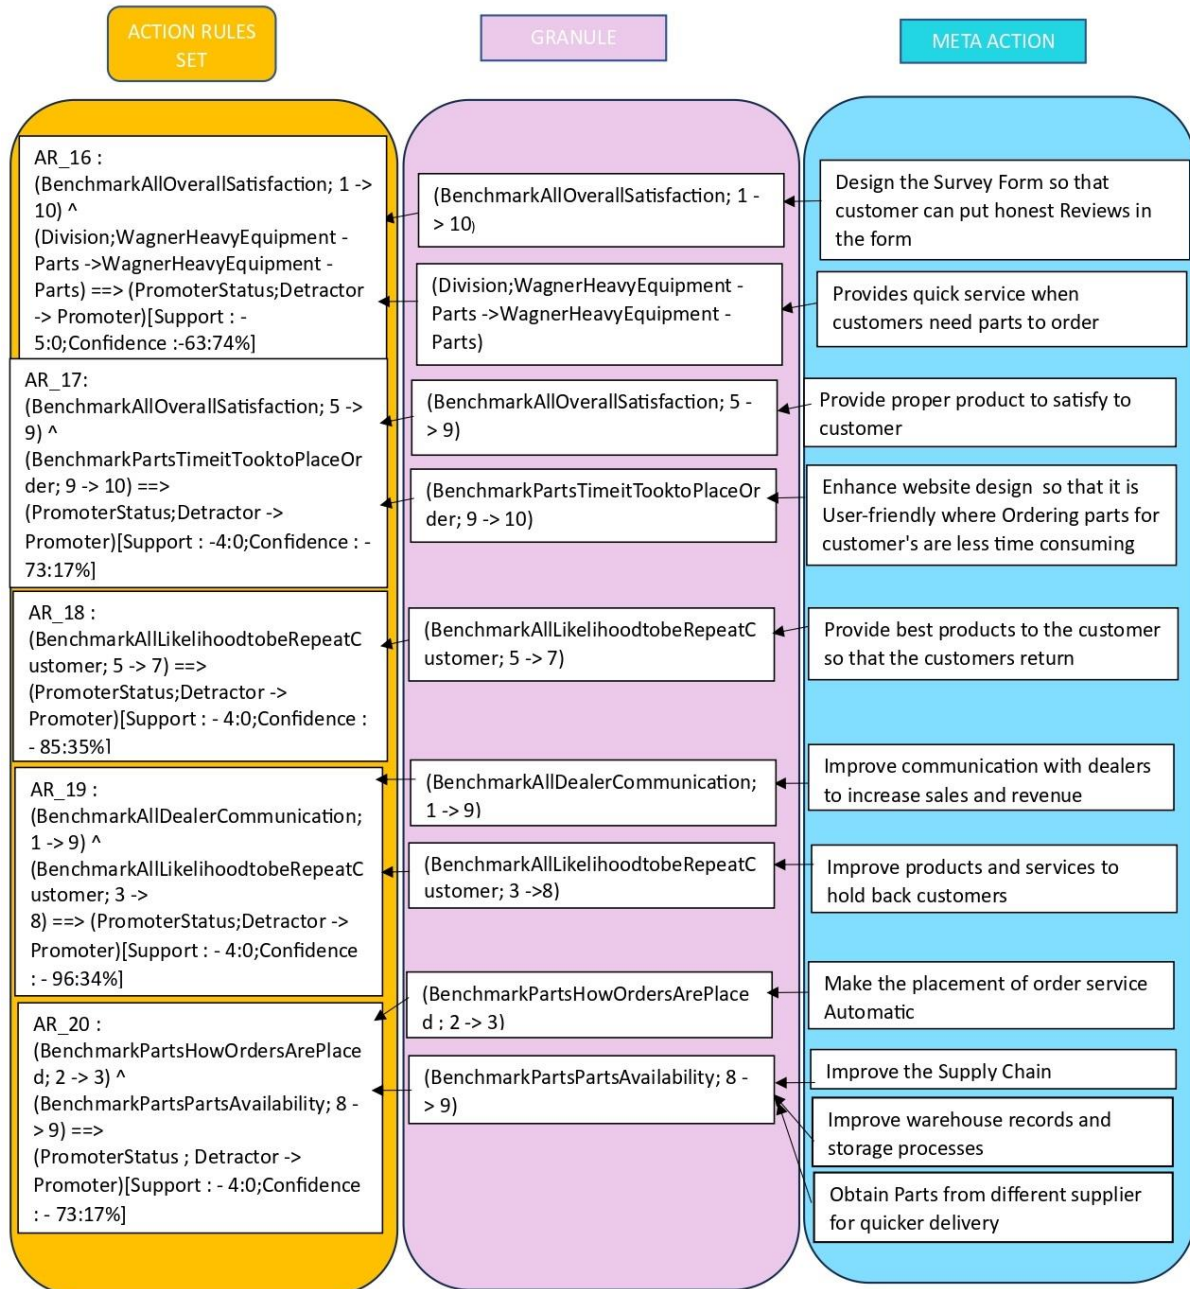 ACTION RULES
SET
GRANULE
META ACTION
AR_16 :
(BenchmarkAllOverallSatisfaction; 1 ->
10) ^
(Division;WagnerHeavyEquipment -
Parts ->WagnerHeavyEquipment -
Parts) ==> (PromoterStatus;Detractor
-> Promoter)[Support : -
5:0;Confidence :-63:74%]
AR_17:
(BenchmarkAllOverallSatisfaction; 5 ->
9) ^
(BenchmarkPartsTimeitTooktoPlaceOr
der; 9 -> 10) ==>
(PromoterStatus;Detractor ->
Promoter)[Support : -4:0;Confidence : -
73:17%]
AR_18 :
(BenchmarkAllLikelihoodtobeRepeatC
ustomer; 5 -> 7) ==>
(PromoterStatus;Detractor ->
Promoter)[Support : - 4:0;Confidence :
- 85:35%]
AR_19 :
(BenchmarkAllDealerCommunication;
1 -> 9) ^
(BenchmarkAllLikelihoodtobeRepeatC
ustomer; 3 ->
8) ==> (PromoterStatus;Detractor ->
Promoter)[Support : - 4:0;Confidence
: - 96:34%]
AR_20 :
(BenchmarkPartsHowOrdersArePlace
d; 2 -> 3) ^
(BenchmarkPartsPartsAvailability; 8 -
> 9) ==>
(PromoterStatus ; Detractor ->
Promoter)[Support : - 4:0;Confidence
: - 73:17%]
(BenchmarkAllOverallSatisfaction; 1 -
> 10)
(Division;WagnerHeavyEquipment -
Parts ->WagnerHeavyEquipment -
Parts)
(BenchmarkAllOverallSatisfaction; 5 -
> 9)
(BenchmarkPartsTimeitTooktoPlaceO
rder; 9 -> 10)
(BenchmarkAllLikelihoodtobeRepeatC
ustomer; 5 -> 7)
(BenchmarkAllDealerCommunication;
1 -> 9)
(BenchmarkAllLikelihoodtobeRepeatC
ustomer; 3 ->8)
(BenchmarkPartsHowOrdersArePlace
d ; 2 -> 3)
(BenchmarkPartsPartsAvailability; 8 -
> 9)
Design the Survey Form so that
customer can put honest Reviews in
the form
Provides quick service when
customers need parts to order
Provide proper product to satisfy to
customer
Enhance website design so that it is
User-friendly where Ordering parts for
customer's are less time consuming
Provide best products to the customer
so that the customers return
Improve communication with dealers
to increase sales and revenue
Improve products and services to
hold back customers
Make the placement of order service
Automatic
Improve the Supply Chain
Improve warehouse records and
storage processes
Obtain Parts from different supplier
for quicker delivery